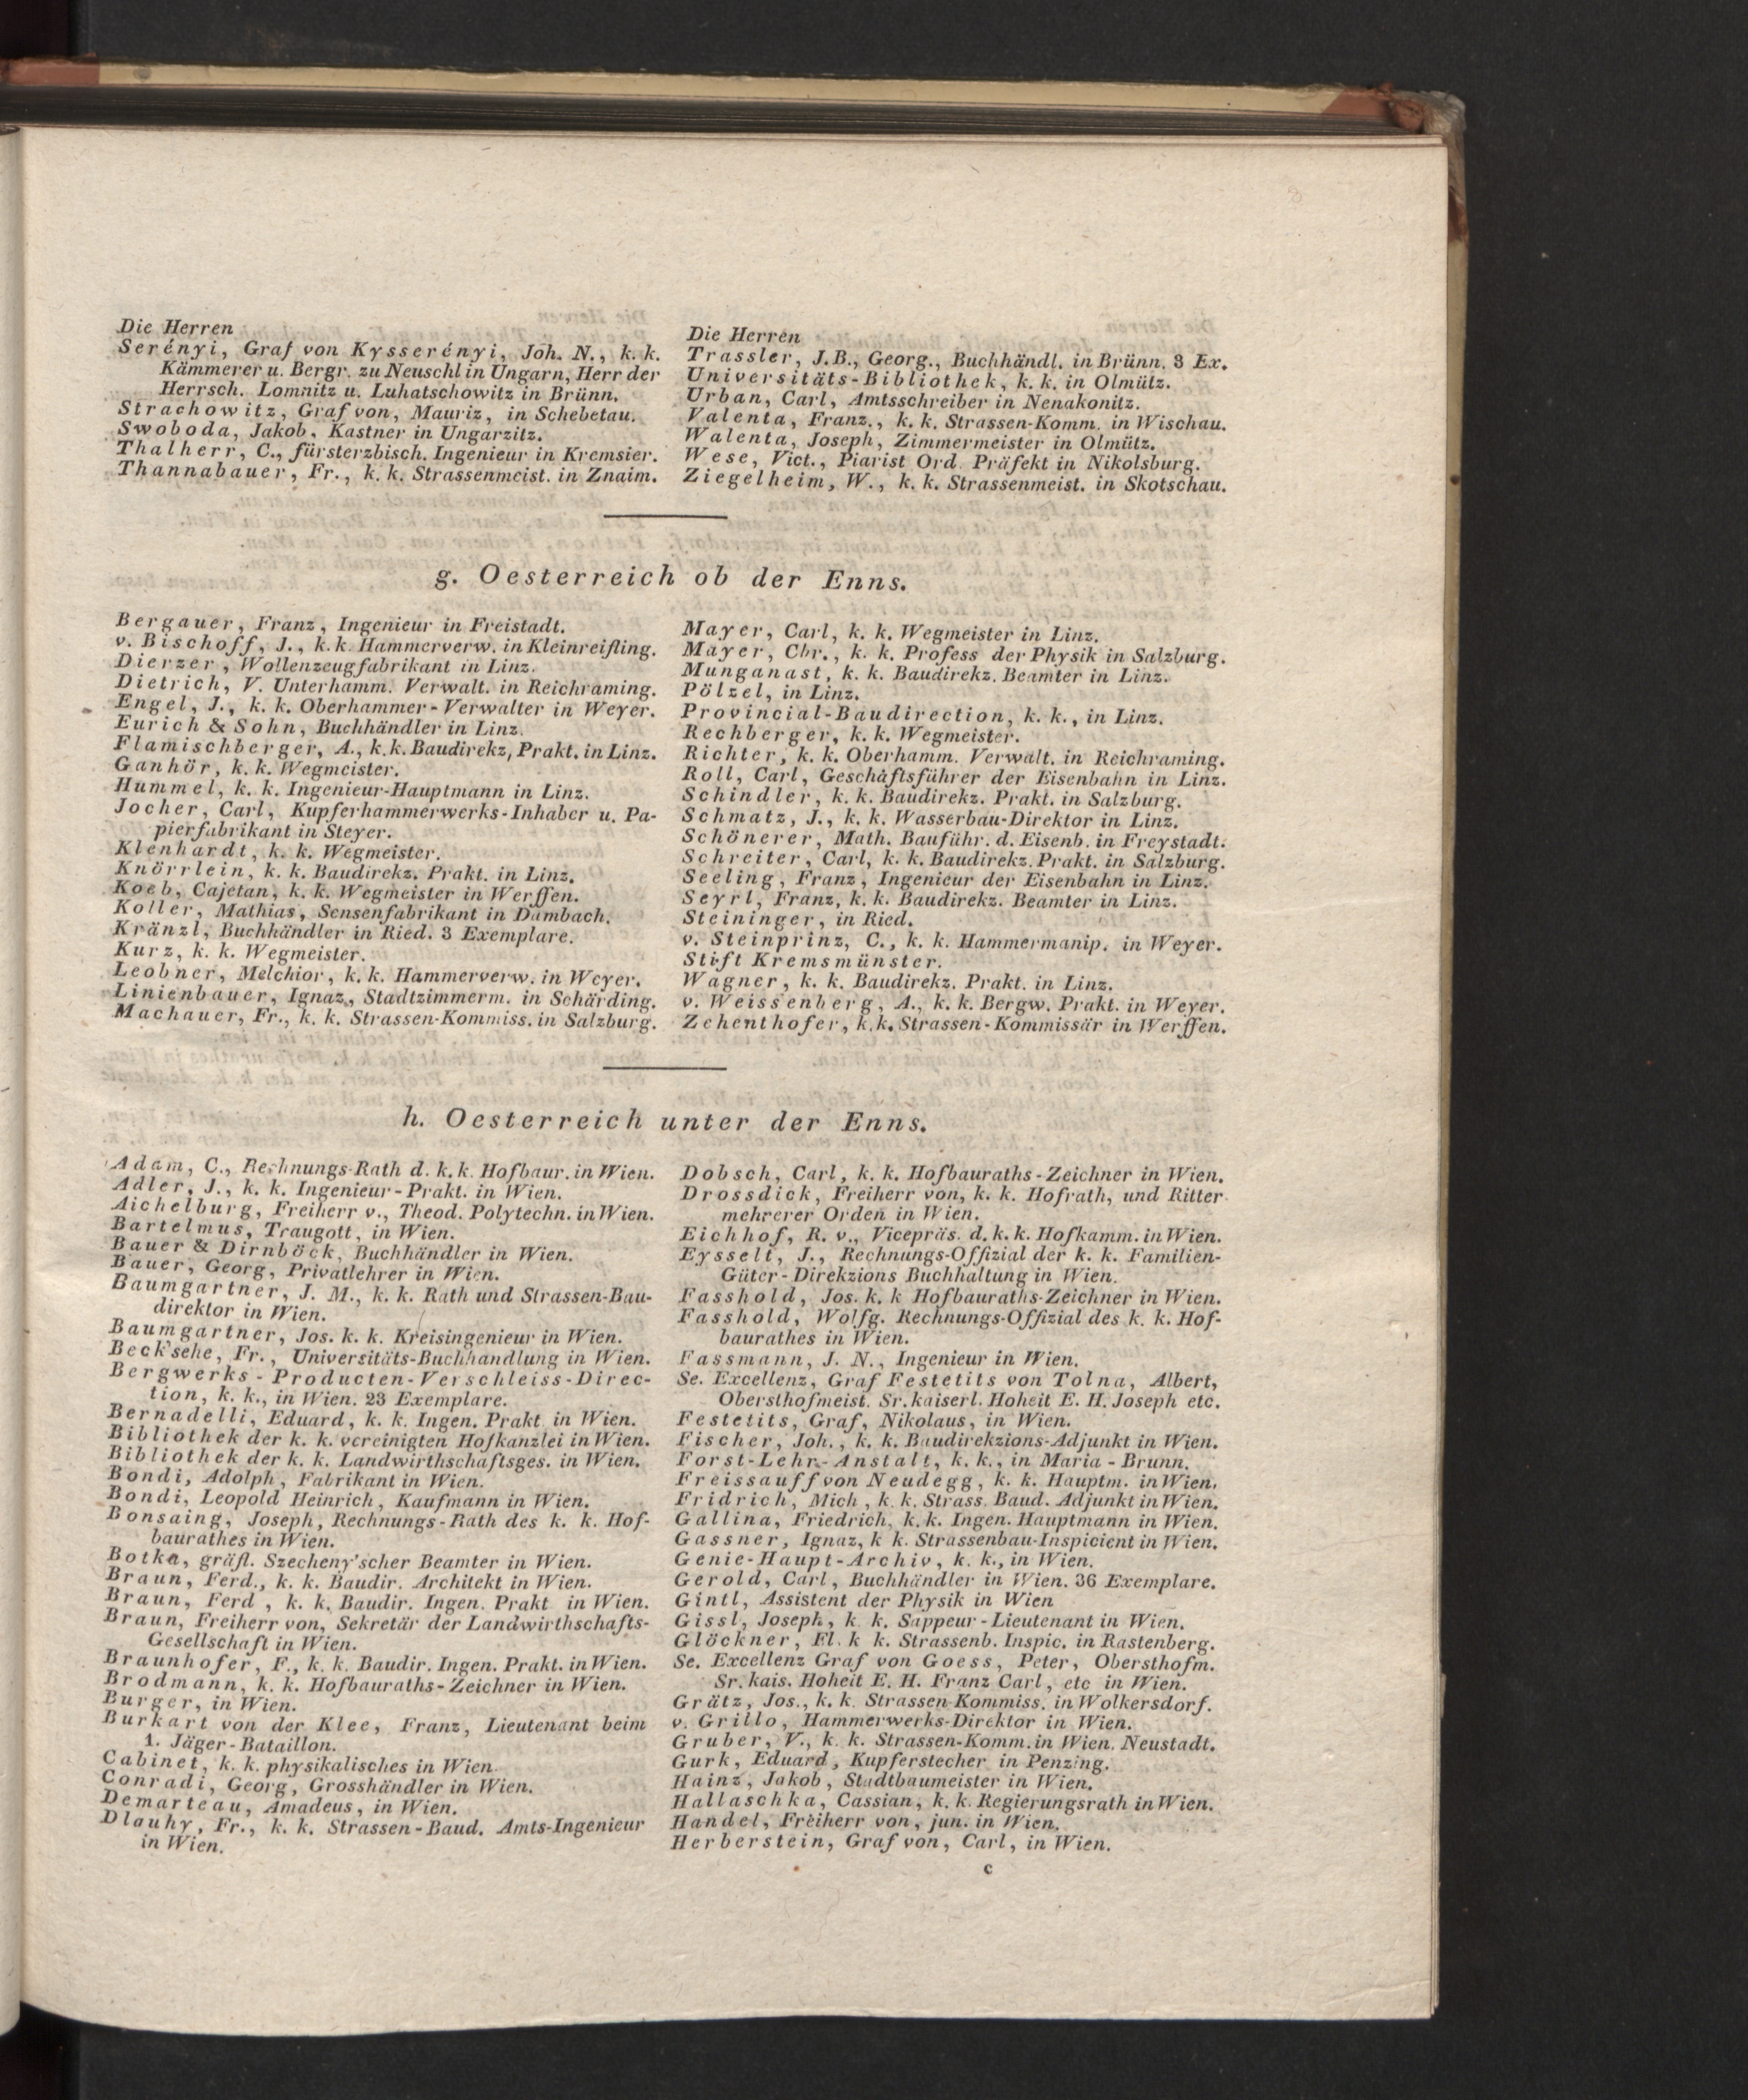 Die Herren
Serényi, Graf von Kysserényi, Joh. N., k. k.
Kämmerer u. Bergr. zu Neuschl in Ungarn, Herr der
Herrsch. Lomnitz u. Luhatschowitz in Brünn.
Strachowitz, Graf von, Mauriz, in Schebetau.
Swoboda, Jakob, Kastner in Ungarzitz.
Thalherr, C., fürsterzbisch. Ingenieur in Kremsier.
Thannabauer, Fr., k. k. Strassenmeist. in Znaim.
Die Herren
Trassler, J.B., Georg., Buchhändl. in Brünn. 3 Ex.
Universitäts-Bibliothek, k. k. in Olmütz.
Urban, Carl, Amtsschreiber in Nenakonitz.
Valenta, Franz., k. k. Strassen-Komm. in Wischau.
Walenta, Joseph, Zimmermeister in Olmütz.
Wese, Vict., Piarist Ord. Präfekt in Nikolsburg.
Ziegelheim, W., k. k. Strassenmeist. in Skotschau.
g. Oesterreich ob der Enns.
Bergauer, Franz, Ingenieur in Freistadt.
v. Bischoff, J., k. k. Hammerverw. in Kleinreifling.
Dierzer, Wollenzeugfabrikant in Linz.
Dietrich, V. Unterhamm. Verwalt. in Reichraming.
Engel, J., k. k. Oberhammer-Verwalter in Weyer.
Eurich & Sohn, Buchhändler in Linz.
Flamischberger, A., k. k. Baudirekz, Prakt. in Linz.
Ganhör, k. k. Wegmeister.
Hummel, k. k. Ingenieur-Hauptmann in Linz.
Jocher, Carl, Kupferhammerwerks-Inhaber u. Pa-
pierfabrikant in Steyer.
Klenhardt, k. k. Wegmeister.
Knörrlein, k. k. Baudirekz. Prakt. in Linz.
Koeb, Cajetan, k. k. Wegmeister in Werffen.
Koller, Mathias, Sensenfabrikant in Dambach.
Kränzl, Buchhändler in Ried. 3 Exemplare.
Kurz, k. k. Wegmeister.
Leobner, Melchior, k. k. Hammerverw. in Weyer.
Linienbauer, Ignaz, Stadtzimmerm. in Schärding.
Machauer, Fr., k. k. Strassen-Kommiss. in Salzburg.
Mayer, Carl, k. k. Wegmeister in Linz.
Mayer, Chr., k. k. Profess der Physik in Salzburg.
Munganast, k. k. Baudirekz. Beamter in Linz.
Pölzel, in Linz.
Provincial-Baudirection, k. k., in Linz.
Rechberger, k. k. Wegmeister.
Richter, k. k. Oberhamm. Verwalt. in Reichraming.
Roll, Carl, Geschäftsführer der Eisenbahn in Linz.
Schindler, k. k. Baudirekz. Prakt. in Salzburg.
Schmatz, J., k. k. Wasserbau-Direktor in Linz.
Schönerer, Math. Bauführ. d. Eisenb. in Freystadt.
Schreiter, Carl, k. k. Baudirekz. Prakt. in Salzburg.
Seeling, Franz, Ingenieur der Eisenbahn in Linz.
Seyrl, Franz, k. k. Baudirekz. Beamter in Linz.
Steininger, in Ried.
v. Steinprinz, C., k. k. Hammermanip. in Weyer.
Stift Kremsmünster.
Wagner, k. k. Baudirekz. Prakt. in Linz.
v. Weissenberg, A., k. k. Bergw. Prakt. in Weyer.
Zehenthofer, k. k. Strassen-Kommissär in Werffen.
h. Oesterreich unter der Enns.
Adam, C., Rechnungs-Rath d. k. k. Hofbaur. in Wien.
Adler, J., k. k. Ingenieur-Prakt. in Wien.
Aichelburg, Freiherr v., Theod. Polytechn. in Wien.
Bartelmus, Traugott, in Wien.
Bauer & Dirnböck, Buchhändler in Wien.
Bauer, Georg, Privatlehrer in Wien.
Baumgartner, J. M., k. k. Rath und Strassen-Bau-
direktor in Wien.
Baumgartner, Jos. k. k. Kreisingenieur in Wien.
Beck'sche, Fr., Universitäts-Buchhandlung in Wien.
Bergwerks-Producten-Verschleiss-Direc-
tion, k. k., in Wien. 23 Exemplare.
Bernadelli, Eduard, k. k. Ingen. Prakt in Wien.
Bibliothek der k. k. vereinigten Hofkanzlei in Wien.
Bibliothek der k. k. Landwirthschaftsges. in Wien.
Bondi, Adolph, Fabrikant in Wien.
Bondi, Leopold Heinrich, Kaufmann in Wien.
Bonsaing, Joseph, Rechnungs-Rath des k. k. Hof-
baurathes in Wien.
Botka, gräfl. Szecheny'scher Beamter in Wien.
Braun, Ferd., k. k. Baudir. Architekt in Wien.
Braun, Ferd, k. k. Baudir. Ingen. Prakt in Wien.
Braun, Freiherr von, Sekretär der Landwirthschafts-
Gesellschaft in Wien.
Braunhofer, F., k. k. Baudir. Ingen. Prakt. in Wien.
Brodmann, k. k. Hofbauraths-Zeichner in Wien.
Burger, in Wien.
Burkart von der Klee, Franz, Lieutenant beim
1. Jäger-Bataillon.
Cabinet, k. k. physikalisches in Wien.
Conradi, Georg, Grosshändler in Wien.
Demarteau, Amadeus, in Wien.
Dlauhy, Fr., k. k. Strassen-Baud. Amts-Ingenieur
in Wien.
Dobsch, Carl, k. k. Hofbauraths-Zeichner in Wien.
Drossdick, Freiherr von, k. k. Hofrath, und Ritter
mehrerer Orden in Wien.
Eichhof, R. v., Vicepräs. d. k. k. Hofkamm. in Wien.
Eysselt, J., Rechnungs-Offizial der k. k. Familien-
Güter-Direkzions Buchhaltung in Wien.
Fasshold, Jos. k. k Hofbauraths-Zeichner in Wien.
Fasshold, Wolfg. Rechnungs-Offizial des k. k. Hof-
baurathes in Wien.
Fassmann, J. N., Ingenieur in Wien.
Se. Excellenz, Graf Festetits von Tolna, Albert,
Obersthofmeist. Sr. kaiserl. Hoheit E. H. Joseph etc.
Festetits, Graf, Nikolaus, in Wien.
Fischer, Joh., k. k. Baudirekzions-Adjunkt in Wien.
Forst-Lehr-Anstalt, k. k., in Maria-Brunn.
Freissauff von Neudegg, k. k. Hauptm. in Wien.
Fridrich, Mich, k. k. Strass. Baud. Adjunkt in Wien.
Gallina, Friedrich, k. k. Ingen. Hauptmann in Wien.
Gassner, Ignaz, k k. Strassenbau-Inspicient in Wien.
Genie-Haupt-Archiv, k. k., in Wien.
Gerold, Carl, Buchhändler in Wien. 36 Exemplare.
Gintl, Assistent der Physik in Wien
Gissl, Joseph, k. k. Sappeur-Lieutenant in Wien.
Glöckner, Fl. k k. Strassenb. Inspic. in Rastenberg.
Se. Excellenz Graf von Goess, Peter, Obersthofm.
Sr. kais. Hoheit E. H. Franz Carl, etc in Wien.
Grätz, Jos., k. k. Strassen Kommiss. in Wolkersdorf.
v. Grillo, Hammerwerks-Direktor in Wien.
Gruber, V., k. k. Strassen-Komm. in Wien. Neustadt.
Gurk, Eduard, Kupferstecher in Penzing.
Hainz, Jakob, Stadtbaumeister in Wien.
Hallaschka, Cassian, k. k. Regierungsrath in Wien.
Handel, Freiherr von, jun. in Wien.
Herberstein, Graf von, Carl, in Wien.
c